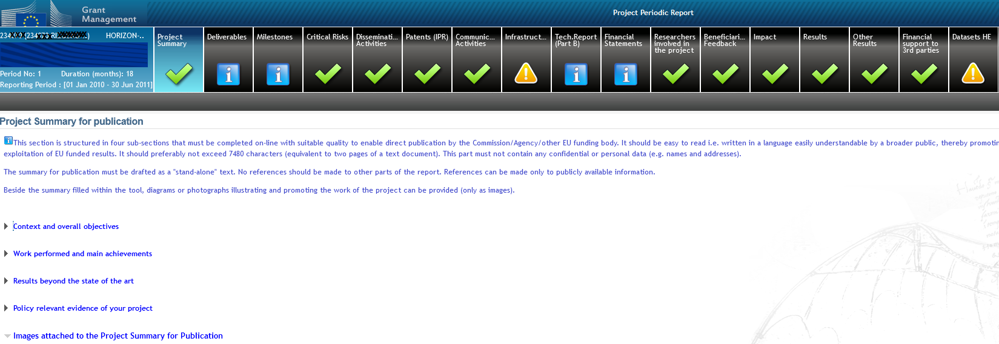 Grant
Management
Project Periodic Report
HORIZON-..
Period No: 1 Duration (months): 18
Reporting Period : [01 Jan 2010 - 30 Jun 2011]
Project
Summary
Deliverables
Milestones
Critical Risks
Disseminati...
Activities
Patents (IPR)
Communic...
Activities
Infrastruct...
Tech.Report
(Part B)
Financial
Statements
Researchers
involved in
the project
Beneficiari...
Feedback
Impact
Results
Other
Results
Financial
support to
3rd parties
Datasets HE
Project Summary for publication
This section is structured in four sub-sections that must be completed on-line with suitable quality to enable direct publication by the Commission/Agency/other EU funding body. It should be easy to read i.e. written in a language easily understandable by a broader public, thereby promotin
exploitation of EU funded results. It should preferably not exceed 7480 characters (equivalent to two pages of a text document). This part must not contain any confidential or personal data (e.g. names and addresses).
The summary for publication must be drafted as a "stand-alone" text. No references should be made to other parts of the report. References can be made only to publicly available information.
Beside the summary filled within the tool, diagrams or photographs illustrating and promoting the work of the project can be provided (only as images).
Context and overall objectives
Work performed and main achievements
Results beyond the state of the art
Policy relevant evidence of your project
Images attached to the Project Summary for Publication